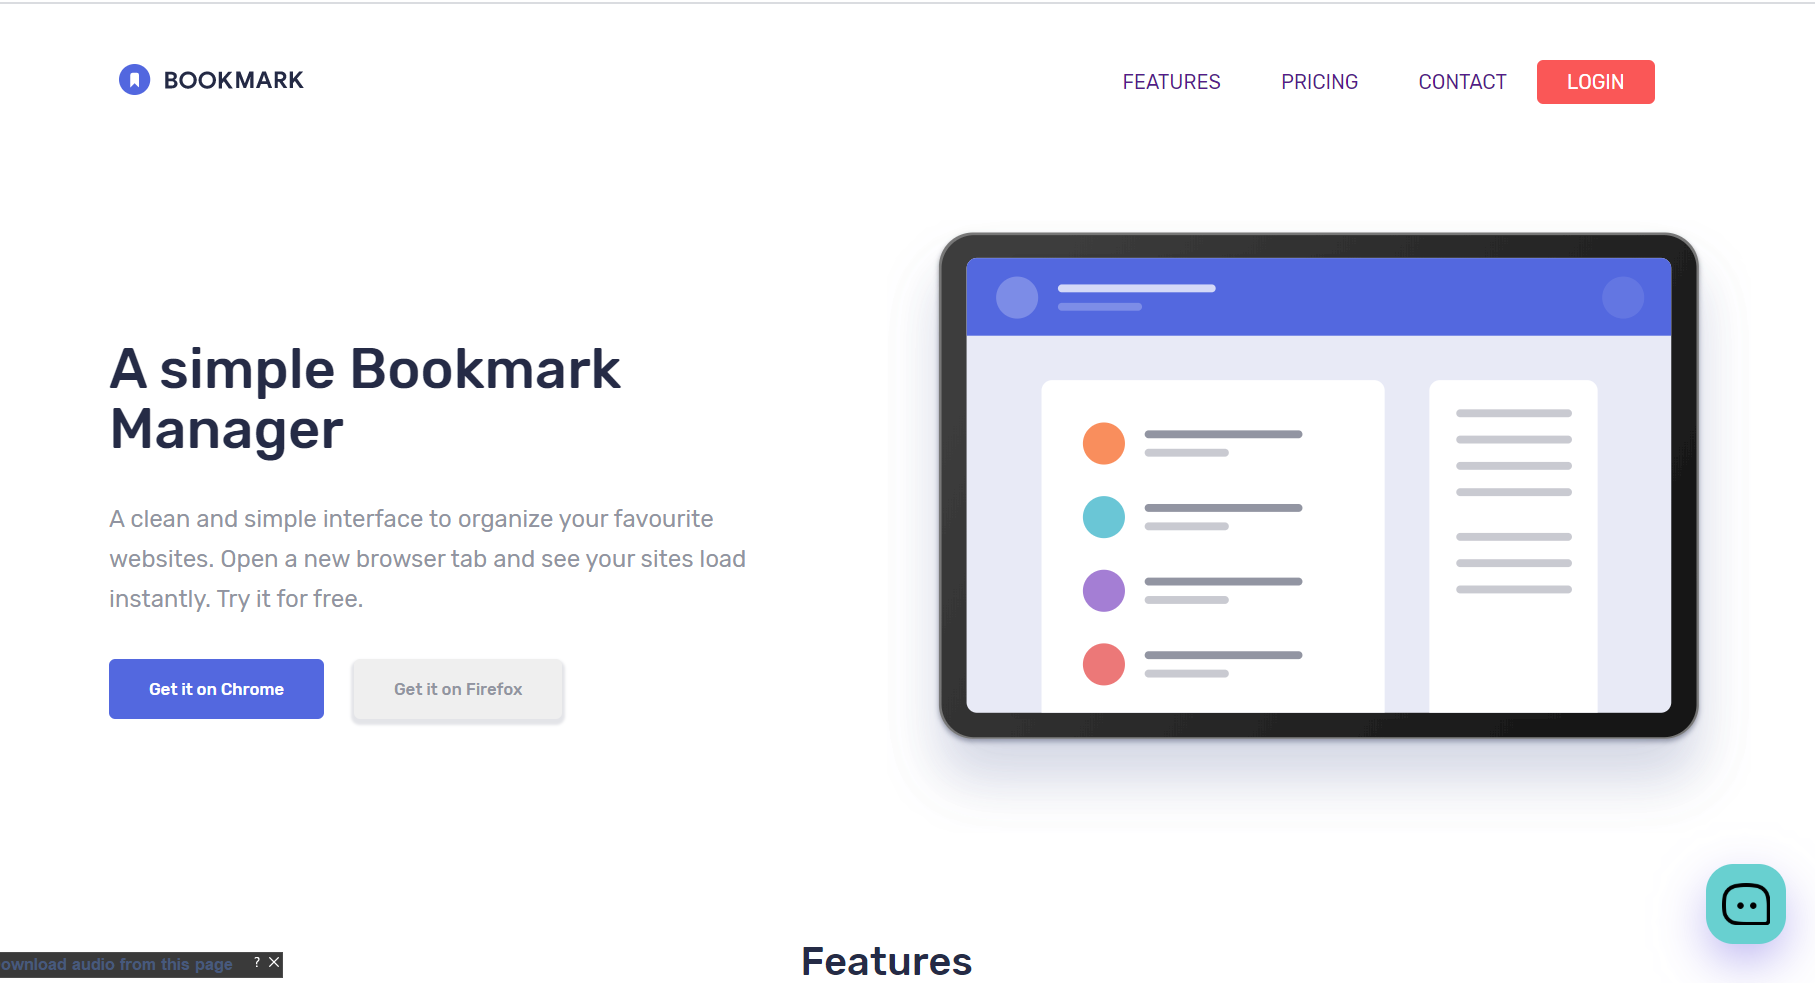 BOOKMARK
FEATURES
PRICING
CONTACT
LOGIN
A simple Bookmark
Manager
A clean and simple interface to organize your favourite
websites. Open a new browser tab and see your sites load
instantly. Try it for free.
Get it on Chrome
Get it on Firefox
Features
ownload audio from this page ?